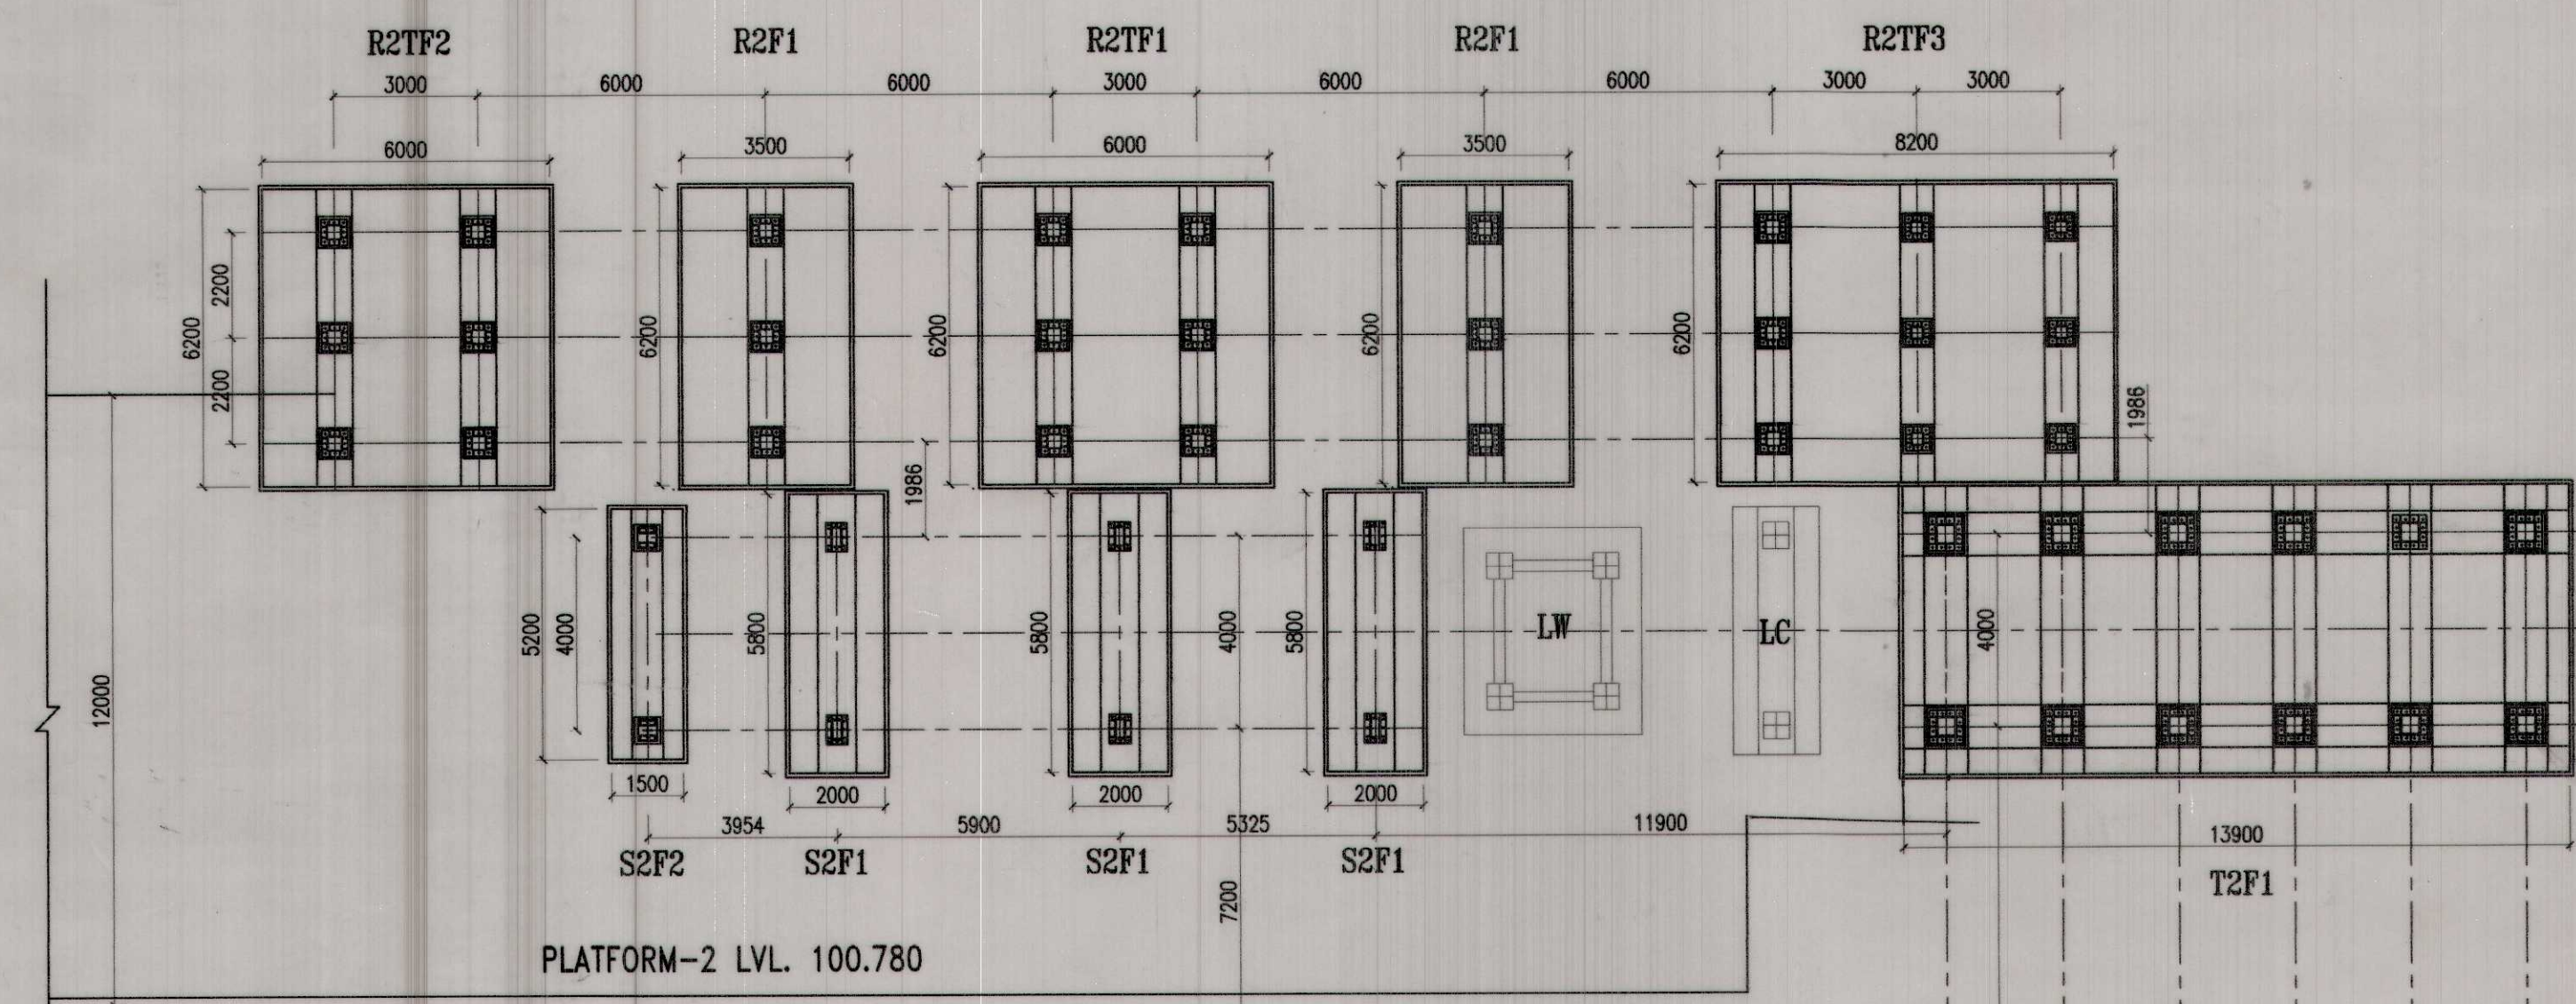 R2TF2 R2F1 R2TF1 R2F1 R2TF3
3000 6000 6000 3000 6000 6000 3000 3000
6000 3500 6000 3500 8200
6200 2200 2200 6200 6200 6200 6200 1986
1986
12000 5200 4000 5800 5800 4000 5800 LW LC 4000
1500 2000 2000 2000
3954 5900 5325 11900 13900
S2F2 S2F1 S2F1 S2F1 T2F1
7200
PLATFORM-2 LVL. 100.780